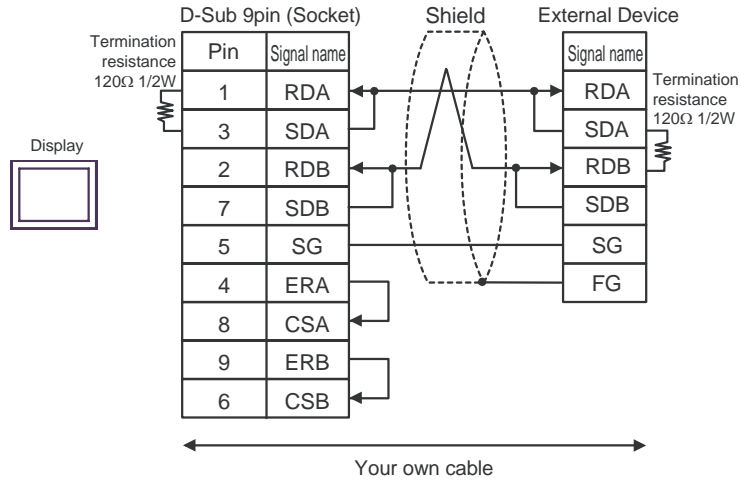 D-Sub 9pin (Socket)
Shield
External Device
Termination
resistance
120Ω 1/2W
Pin
Signal name
Signal name
1
RDA
RDA
Termination
resistance
120Ω 1/2W
3
SDA
SDA
Display
2
RDB
RDB
7
SDB
SDB
5
SG
SG
4
ERA
FG
8
CSA
9
ERB
6
CSB
Your own cable